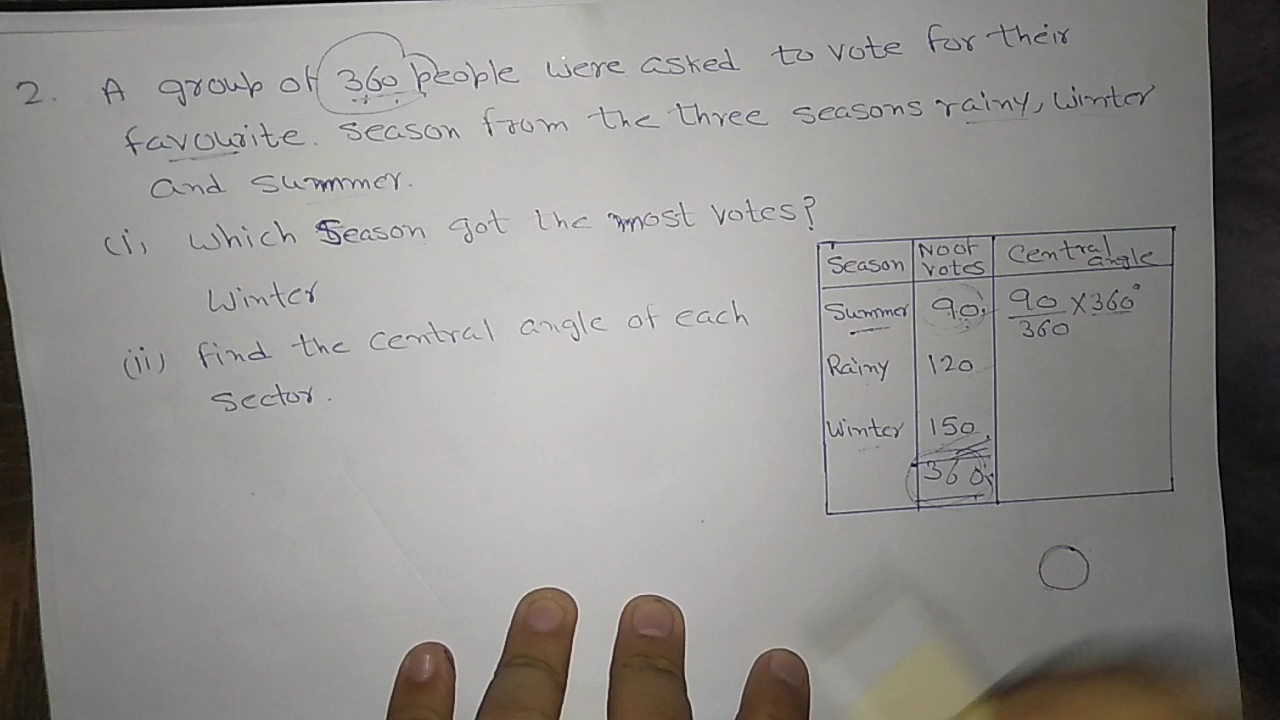 2. A group of 360 people were asked to vote for their
favourite. season from the three seasons rainy, winter
and summer.
(i) which Season got the most votes?
Winter
(ii) find the central angle of each
sector.
Season No of votes Central angle
Summer 90 90/360 X 360°
Rainy 120
Winter 150
360